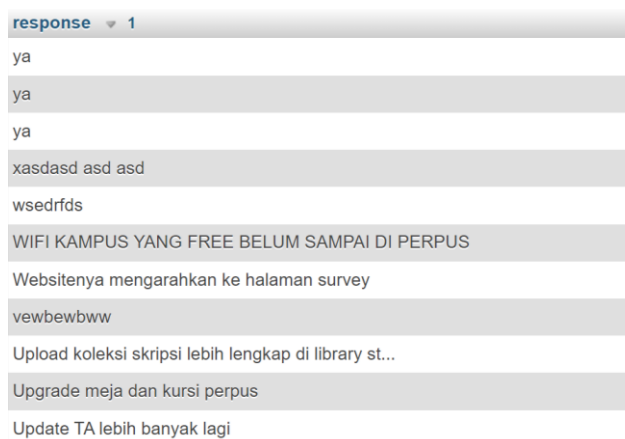 response 1
ya
ya
ya
xasdasd asd asd
wsedrfds
WIFI KAMPUS YANG FREE BELUM SAMPAI DI PERPUS
Websitenya mengarahkan ke halaman survey
vewbewbww
Upload koleksi skripsi lebih lengkap di library st...
Upgrade meja dan kursi perpus
Update TA lebih banyak lagi